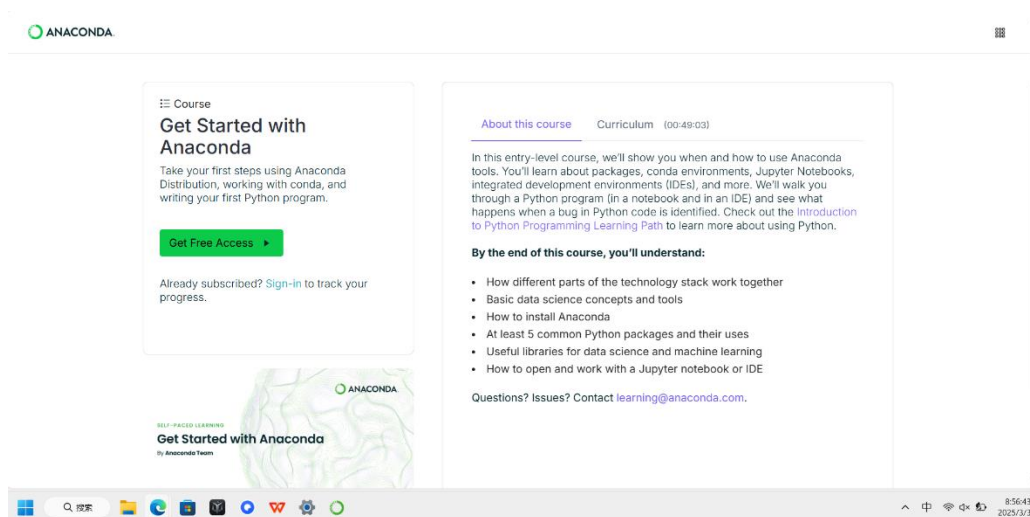 ANACONDA.
Course
Get Started with
Anaconda
Take your first steps using Anaconda
Distribution, working with conda, and
writing your first Python program.
Get Free Access
Already subscribed? Sign-in to track your
progress.
ANACONDA.
SELF-PACED LEARNING
Get Started with Anaconda
By Anaconda Team
About this course Curriculum (00:49:03)
In this entry-level course, we'll show you when and how to use Anaconda
tools. You'll learn about packages, conda environments, Jupyter Notebooks,
integrated development environments (IDEs), and more. We'll walk you
through a Python program (in a notebook and in an IDE) and see what
happens when a bug in Python code is identified. Check out the Introduction
to Python Programming Learning Path to learn more about using Python.
By the end of this course, you'll understand:
• How different parts of the technology stack work together
• Basic data science concepts and tools
• How to install Anaconda
• At least 5 common Python packages and their uses
• Useful libraries for data science and machine learning
• How to open and work with a Jupyter notebook or IDE
Questions? Issues? Contact learning@anaconda.com.
搜索
中
8:56:43
2025/3/3